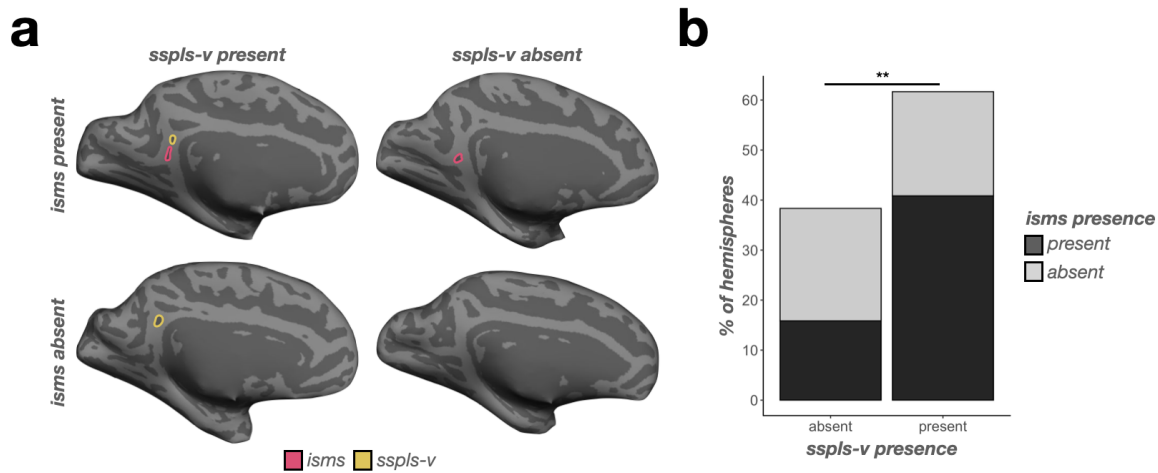 a
sspls-v present
sspls-v absent
isms present
isms absent
isms
sspls-v
b
**
60
50
40
30
20
10
0
% of hemispheres
absent
present
sspls-v presence
isms presence
present
absent